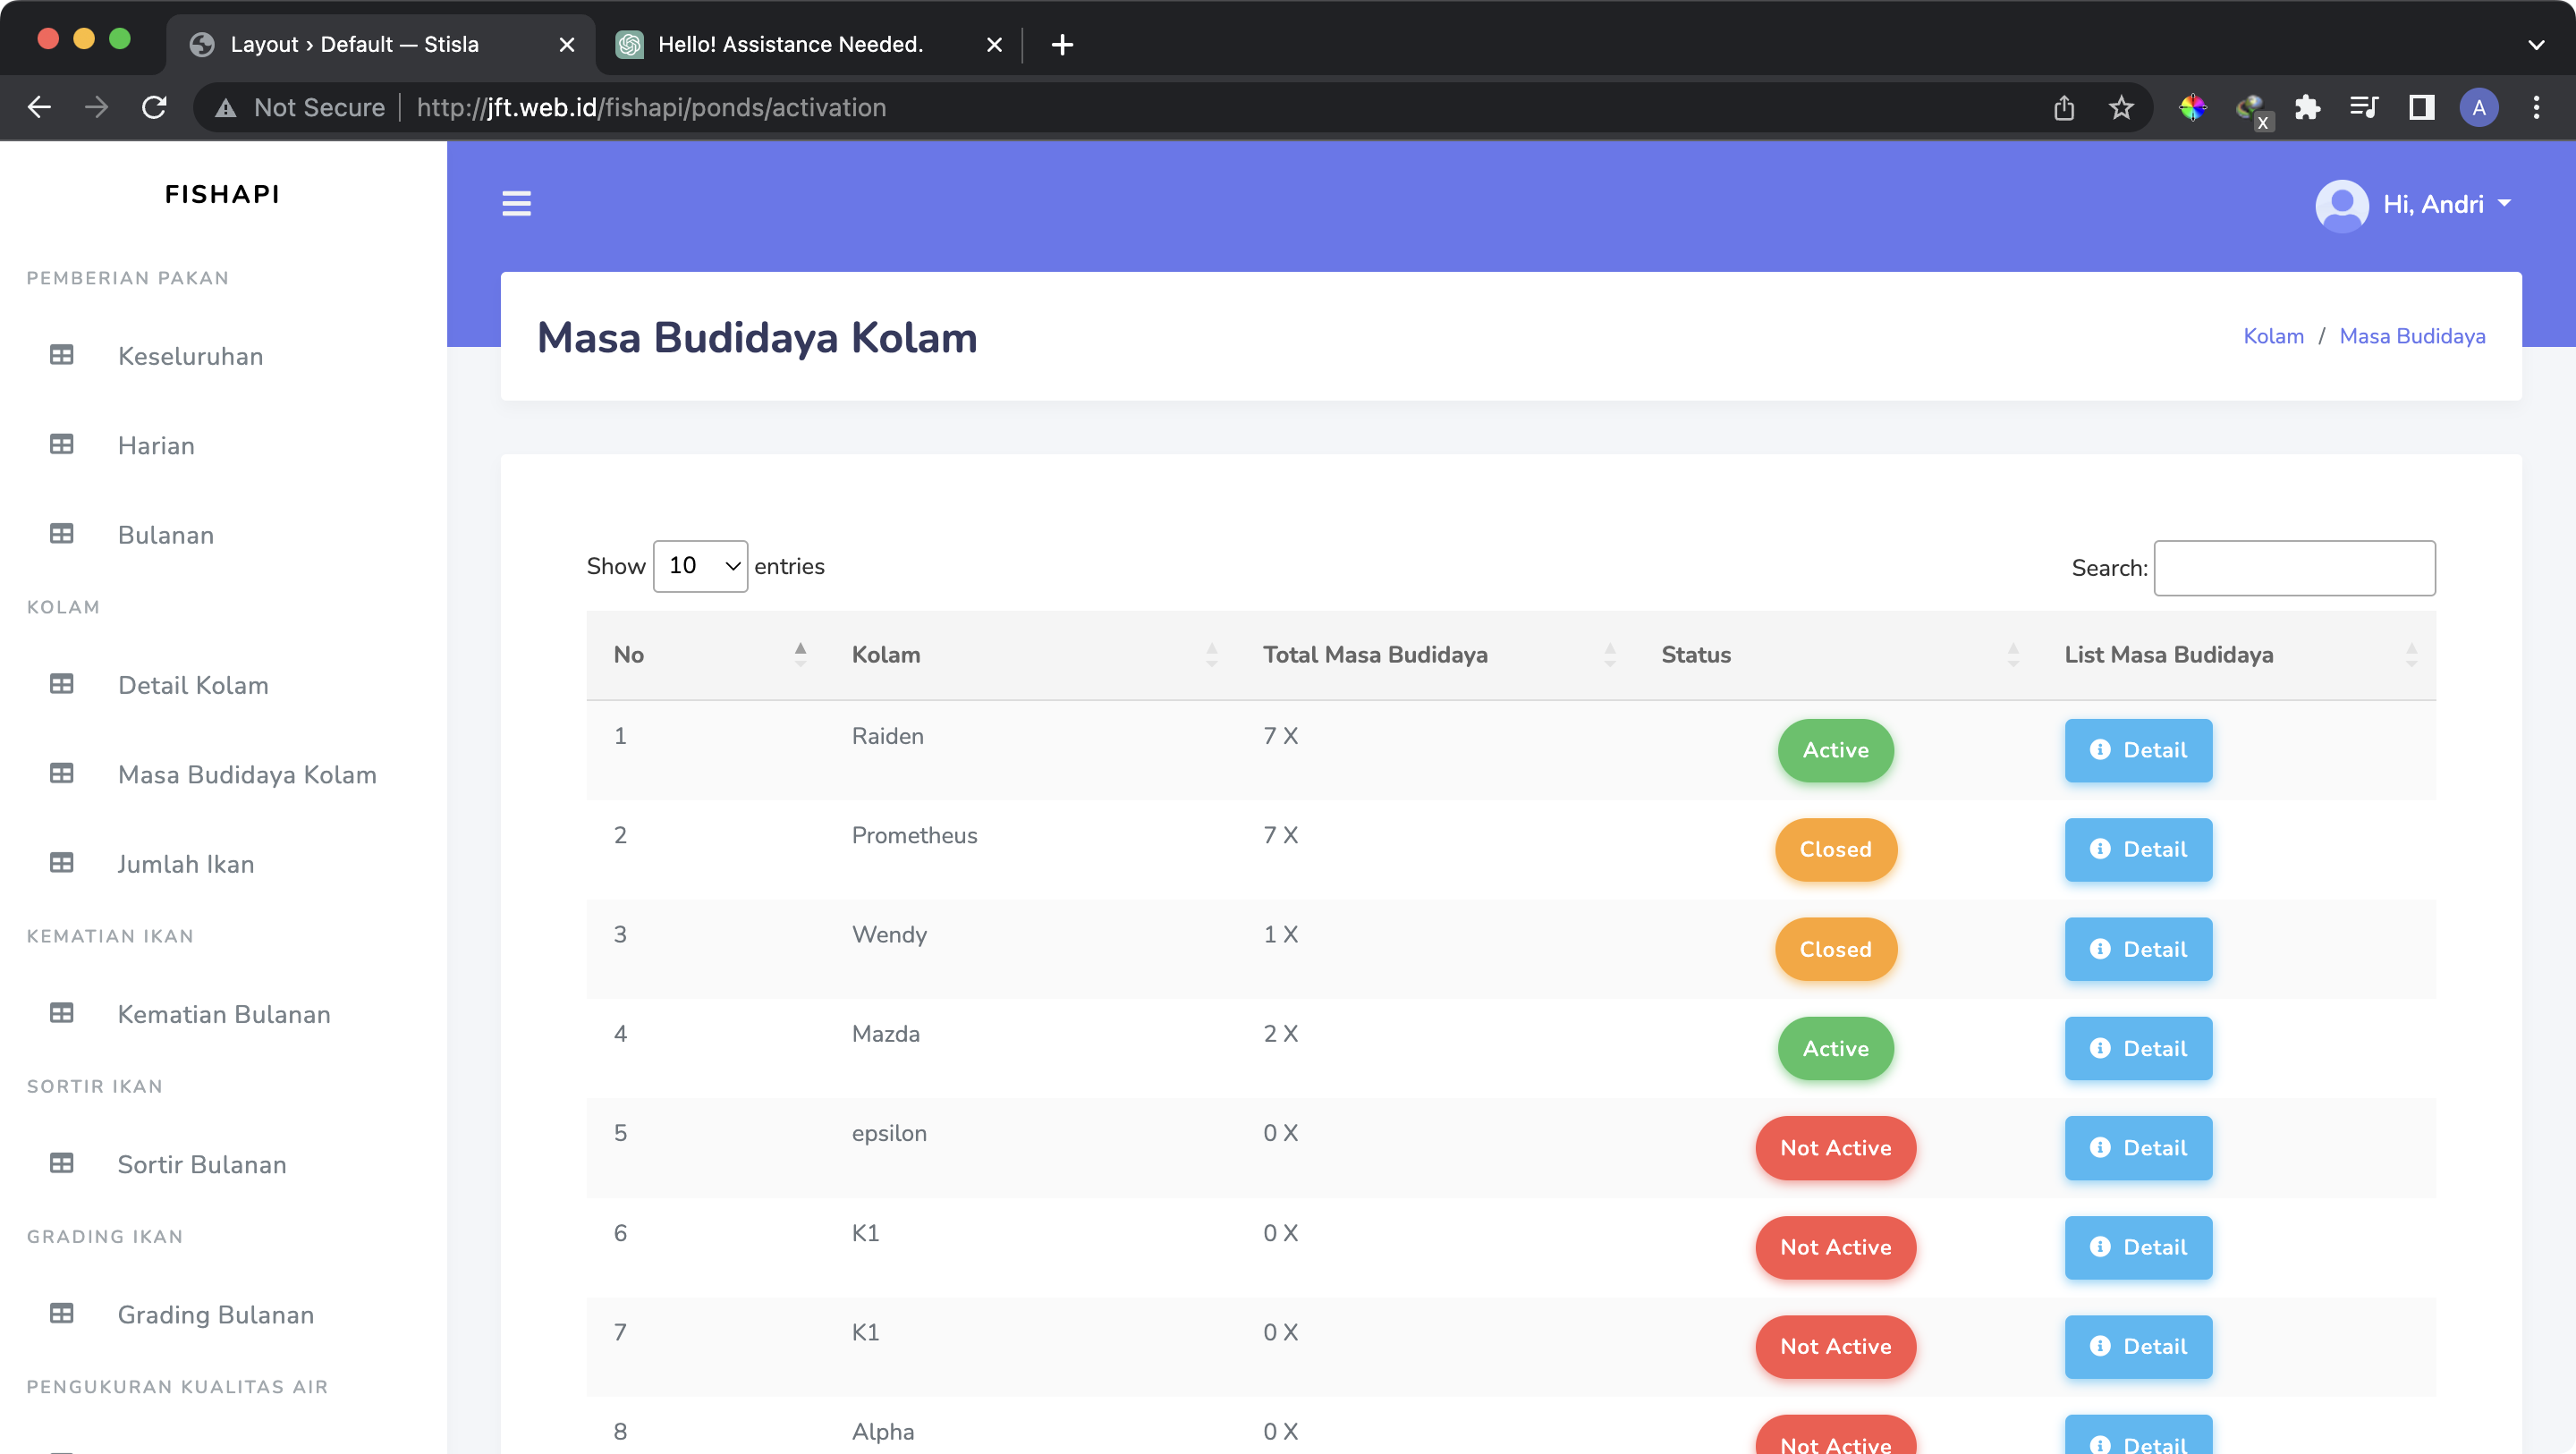 Layout › Default — Stisla
Hello! Assistance Needed.
Not Secure http://jft.web.id/fishapi/ponds/activation
X
A
FISHAPI
Hi, Andri
PEMBERIAN PAKAN
Keseluruhan
Harian
Bulanan
KOLAM
Detail Kolam
Masa Budidaya Kolam
Jumlah Ikan
KEMATIAN IKAN
Kematian Bulanan
SORTIR IKAN
Sortir Bulanan
GRADING IKAN
Grading Bulanan
PENGUKURAN KUALITAS AIR
Masa Budidaya Kolam
Kolam / Masa Budidaya
Show 10 entries
Search:
No Kolam Total Masa Budidaya Status List Masa Budidaya
1 Raiden 7 X Active Detail
2 Prometheus 7 X Closed Detail
3 Wendy 1 X Closed Detail
4 Mazda 2 X Active Detail
5 epsilon 0 X Not Active Detail
6 K1 0 X Not Active Detail
7 K1 0 X Not Active Detail
8 Alpha 0 X Not Active Detail